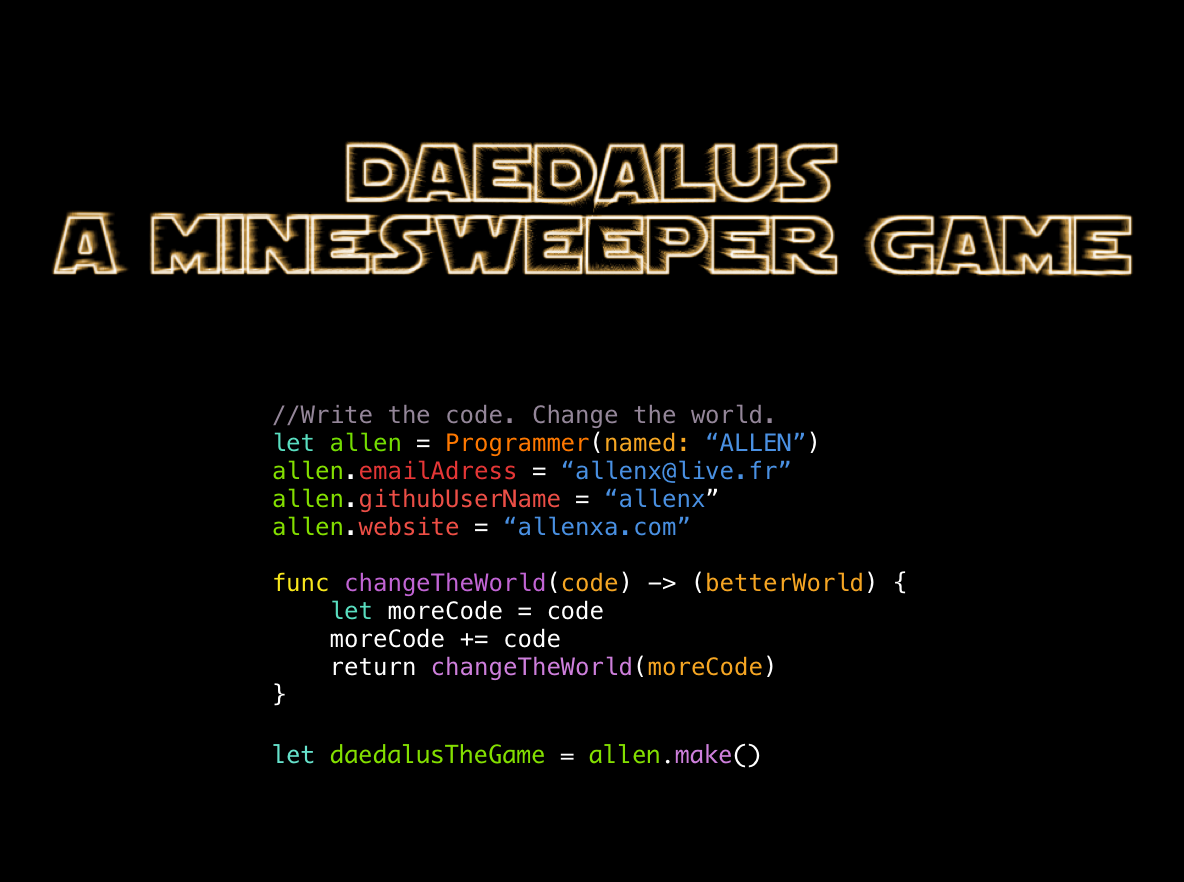 DAEDALUS
A MINESWEEPER GAME
//Write the code. Change the world.
let allen = Programmer(named: “ALLEN”)
allen.emailAdress = “allenx@live.fr”
allen.githubUserName = “allenx”
allen.website = “allenxa.com”
func changeTheWorld(code) -> (betterWorld) {
    let moreCode = code
    moreCode += code
    return changeTheWorld(moreCode)
}
let daedalusTheGame = allen.make()